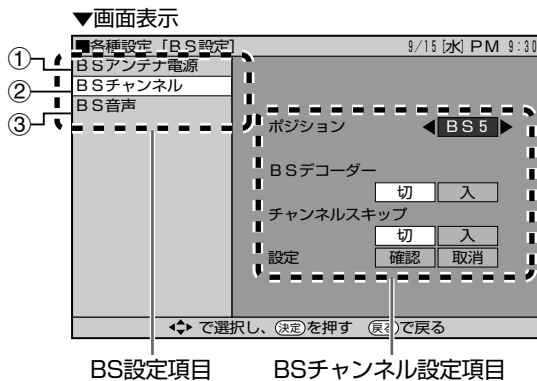 ▼画面表示
■各種設定「BS設定」 9/15[水] PM 9:30
① BSアンテナ電源
② BSチャンネル
③ BS音声
ポジション ◀ BS5 ▶
BSデコーダー
切 入
チャンネルスキップ
切 入
設定 確認 取消
で選択し、決定を押す 戻るで戻る
BS設定項目 BSチャンネル設定項目